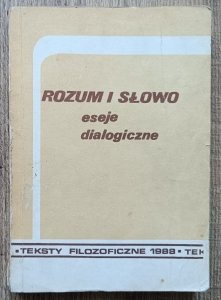 ROZUM I SŁOWO
eseje
dialogiczne
• TEKSTY FILOZOFICZNE 1988 • TEK